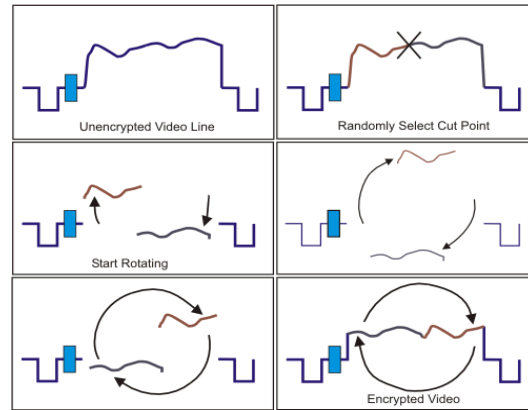 Unencrypted Video Line
Randomly Select Cut Point
Start Rotating
Encrypted Video